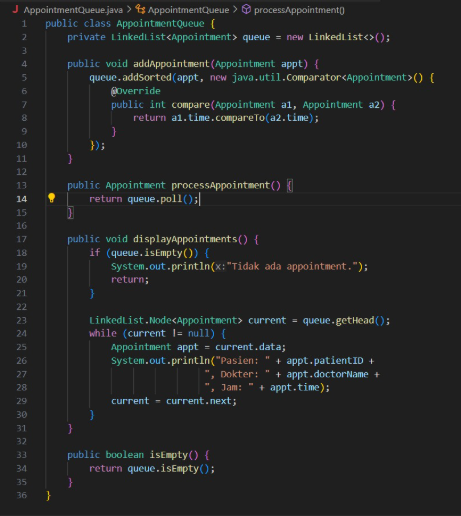 AppointmentQueue.java > AppointmentQueue > processAppointment()
1 public class AppointmentQueue {
2     private LinkedList<Appointment> queue = new LinkedList<>();
3
4     public void addAppointment(Appointment appt) {
5         queue.addSorted(appt, new java.util.Comparator<Appointment>() {
6             @Override
7             public int compare(Appointment a1, Appointment a2) {
8                 return a1.time.compareTo(a2.time);
9             }
10         });
11     }
12
13     public Appointment processAppointment() {
14         return queue.poll();
15     }
16
17     public void displayAppointments() {
18         if (queue.isEmpty()) {
19             System.out.println(x:"Tidak ada appointment.");
20             return;
21         }
22
23         LinkedList.Node<Appointment> current = queue.getHead();
24         while (current != null) {
25             Appointment appt = current.data;
26             System.out.println("Pasien: " + appt.patientID +
27                                ", Dokter: " + appt.doctorName +
28                                ", Jam: " + appt.time);
29             current = current.next;
30         }
31     }
32
33     public boolean isEmpty() {
34         return queue.isEmpty();
35     }
36 }